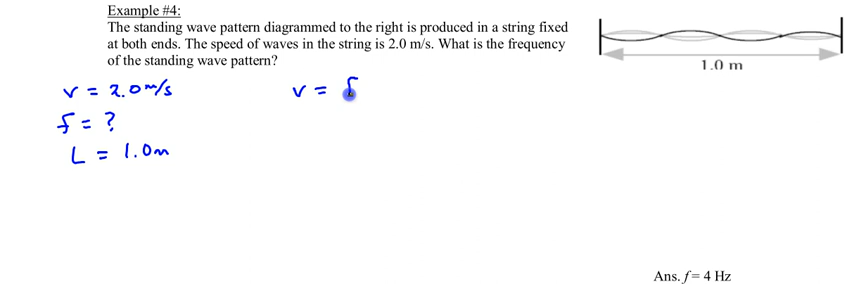 Example #4:
The standing wave pattern diagrammed to the right is produced in a string fixed
at both ends. The speed of waves in the string is 2.0 m/s. What is the frequency
of the standing wave pattern?
1.0 m
v = 2.0 m/s
v = f
f = ?
L = 1.0m
Ans. f = 4 Hz